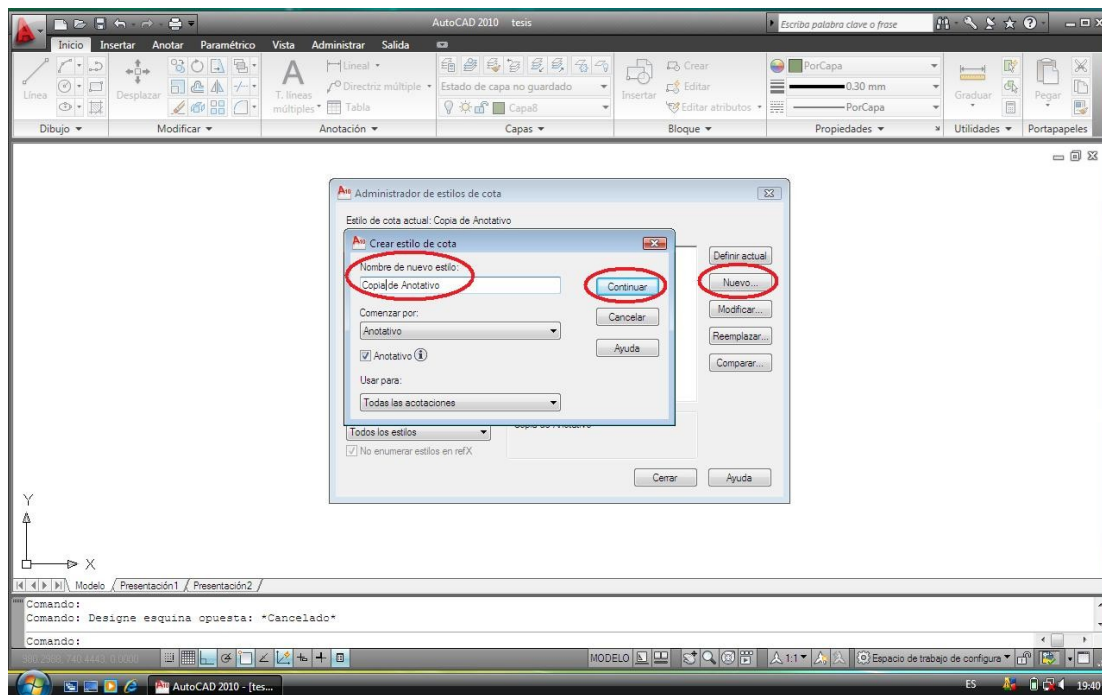 AutoCAD 2010 tesis
Escriba palabra clave o frase
Inicio Insertar Anotar Paramétrico Vista Administrar Salida
Lineal
Estado de capa no guardado
Crear
PorCapa
Directriz múltiple
Editar
0.30 mm
Línea
Desplazar
T. líneas múltiples
Tabla
Capa8
Insertar
Editar atributos
PorCapa
Graduar
Pegar
Dibujo Modificar Anotación Capas Bloque Propiedades Utilidades Portapapeles
Administrador de estilos de cota
Estilo de cota actual: Copia de Anotativo
Crear estilo de cota
Nombre de nuevo estilo:
Copia de Anotativo
Continuar
Comenzar por:
Cancelar
Anotativo
Ayuda
Anotativo
Usar para:
Todas las acotaciones
Definir actual
Nuevo...
Modificar...
Reemplazar...
Comparar...
Todos los estilos
No enumerar estilos en refX
Cerrar
Ayuda
Y
X
Modelo Presentación1 Presentación2
Comando:
Comando: Designe esquina opuesta: *Cancelado*
Comando:
MODELO
1:1
Espacio de trabajo de configura
AutoCAD 2010 - [tes...
ES
19:40